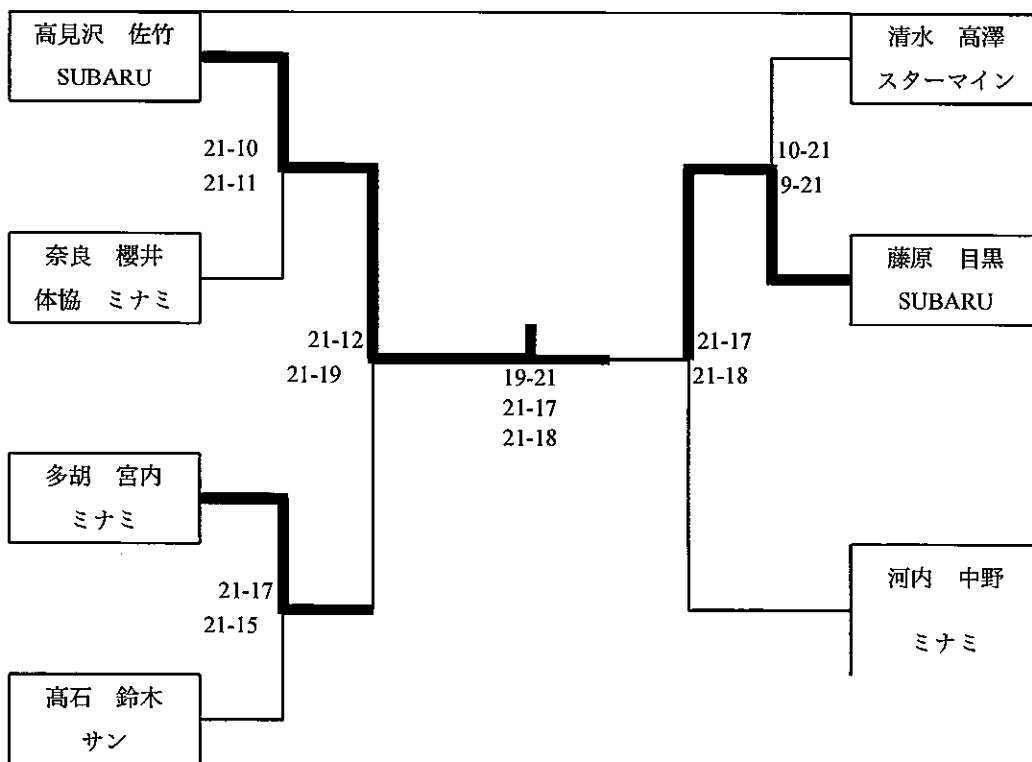 高見沢　佐竹
SUBARU
清水　高澤
スターマイン
21-10
21-11
10-21
9-21
奈良　櫻井
体協　ミナミ
藤原　目黒
SUBARU
21-12
21-19
19-21
21-17
21-18
21-17
21-18
多胡　宮内
ミナミ
21-17
21-15
河内　中野
ミナミ
髙石　鈴木
サン